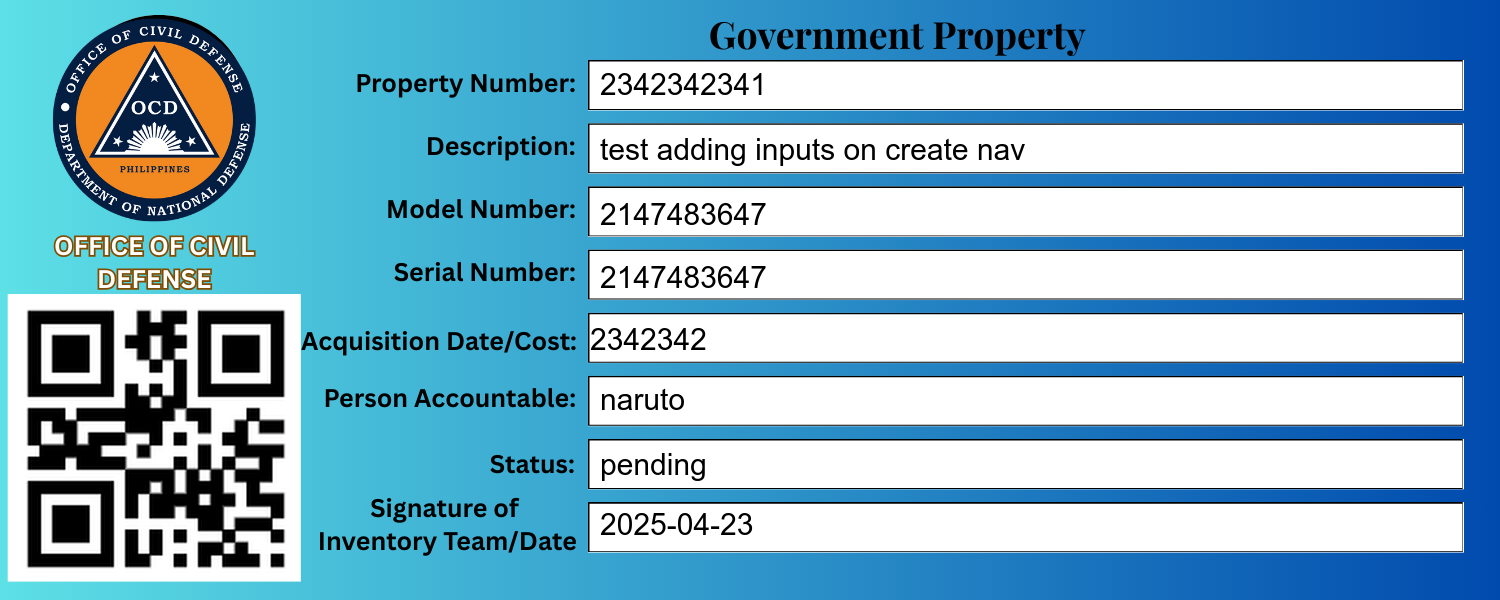 OFFICE OF CIVIL DEFENSE
DEPARTMENT OF NATIONAL DEFENSE
OCD
PHILIPPINES
OFFICE OF CIVIL
DEFENSE
Government Property
Property Number: 2342342341
Description: test adding inputs on create nav
Model Number: 2147483647
Serial Number: 2147483647
Acquisition Date/Cost: 2342342
Person Accountable: naruto
Status: pending
Signature of
Inventory Team/Date 2025-04-23